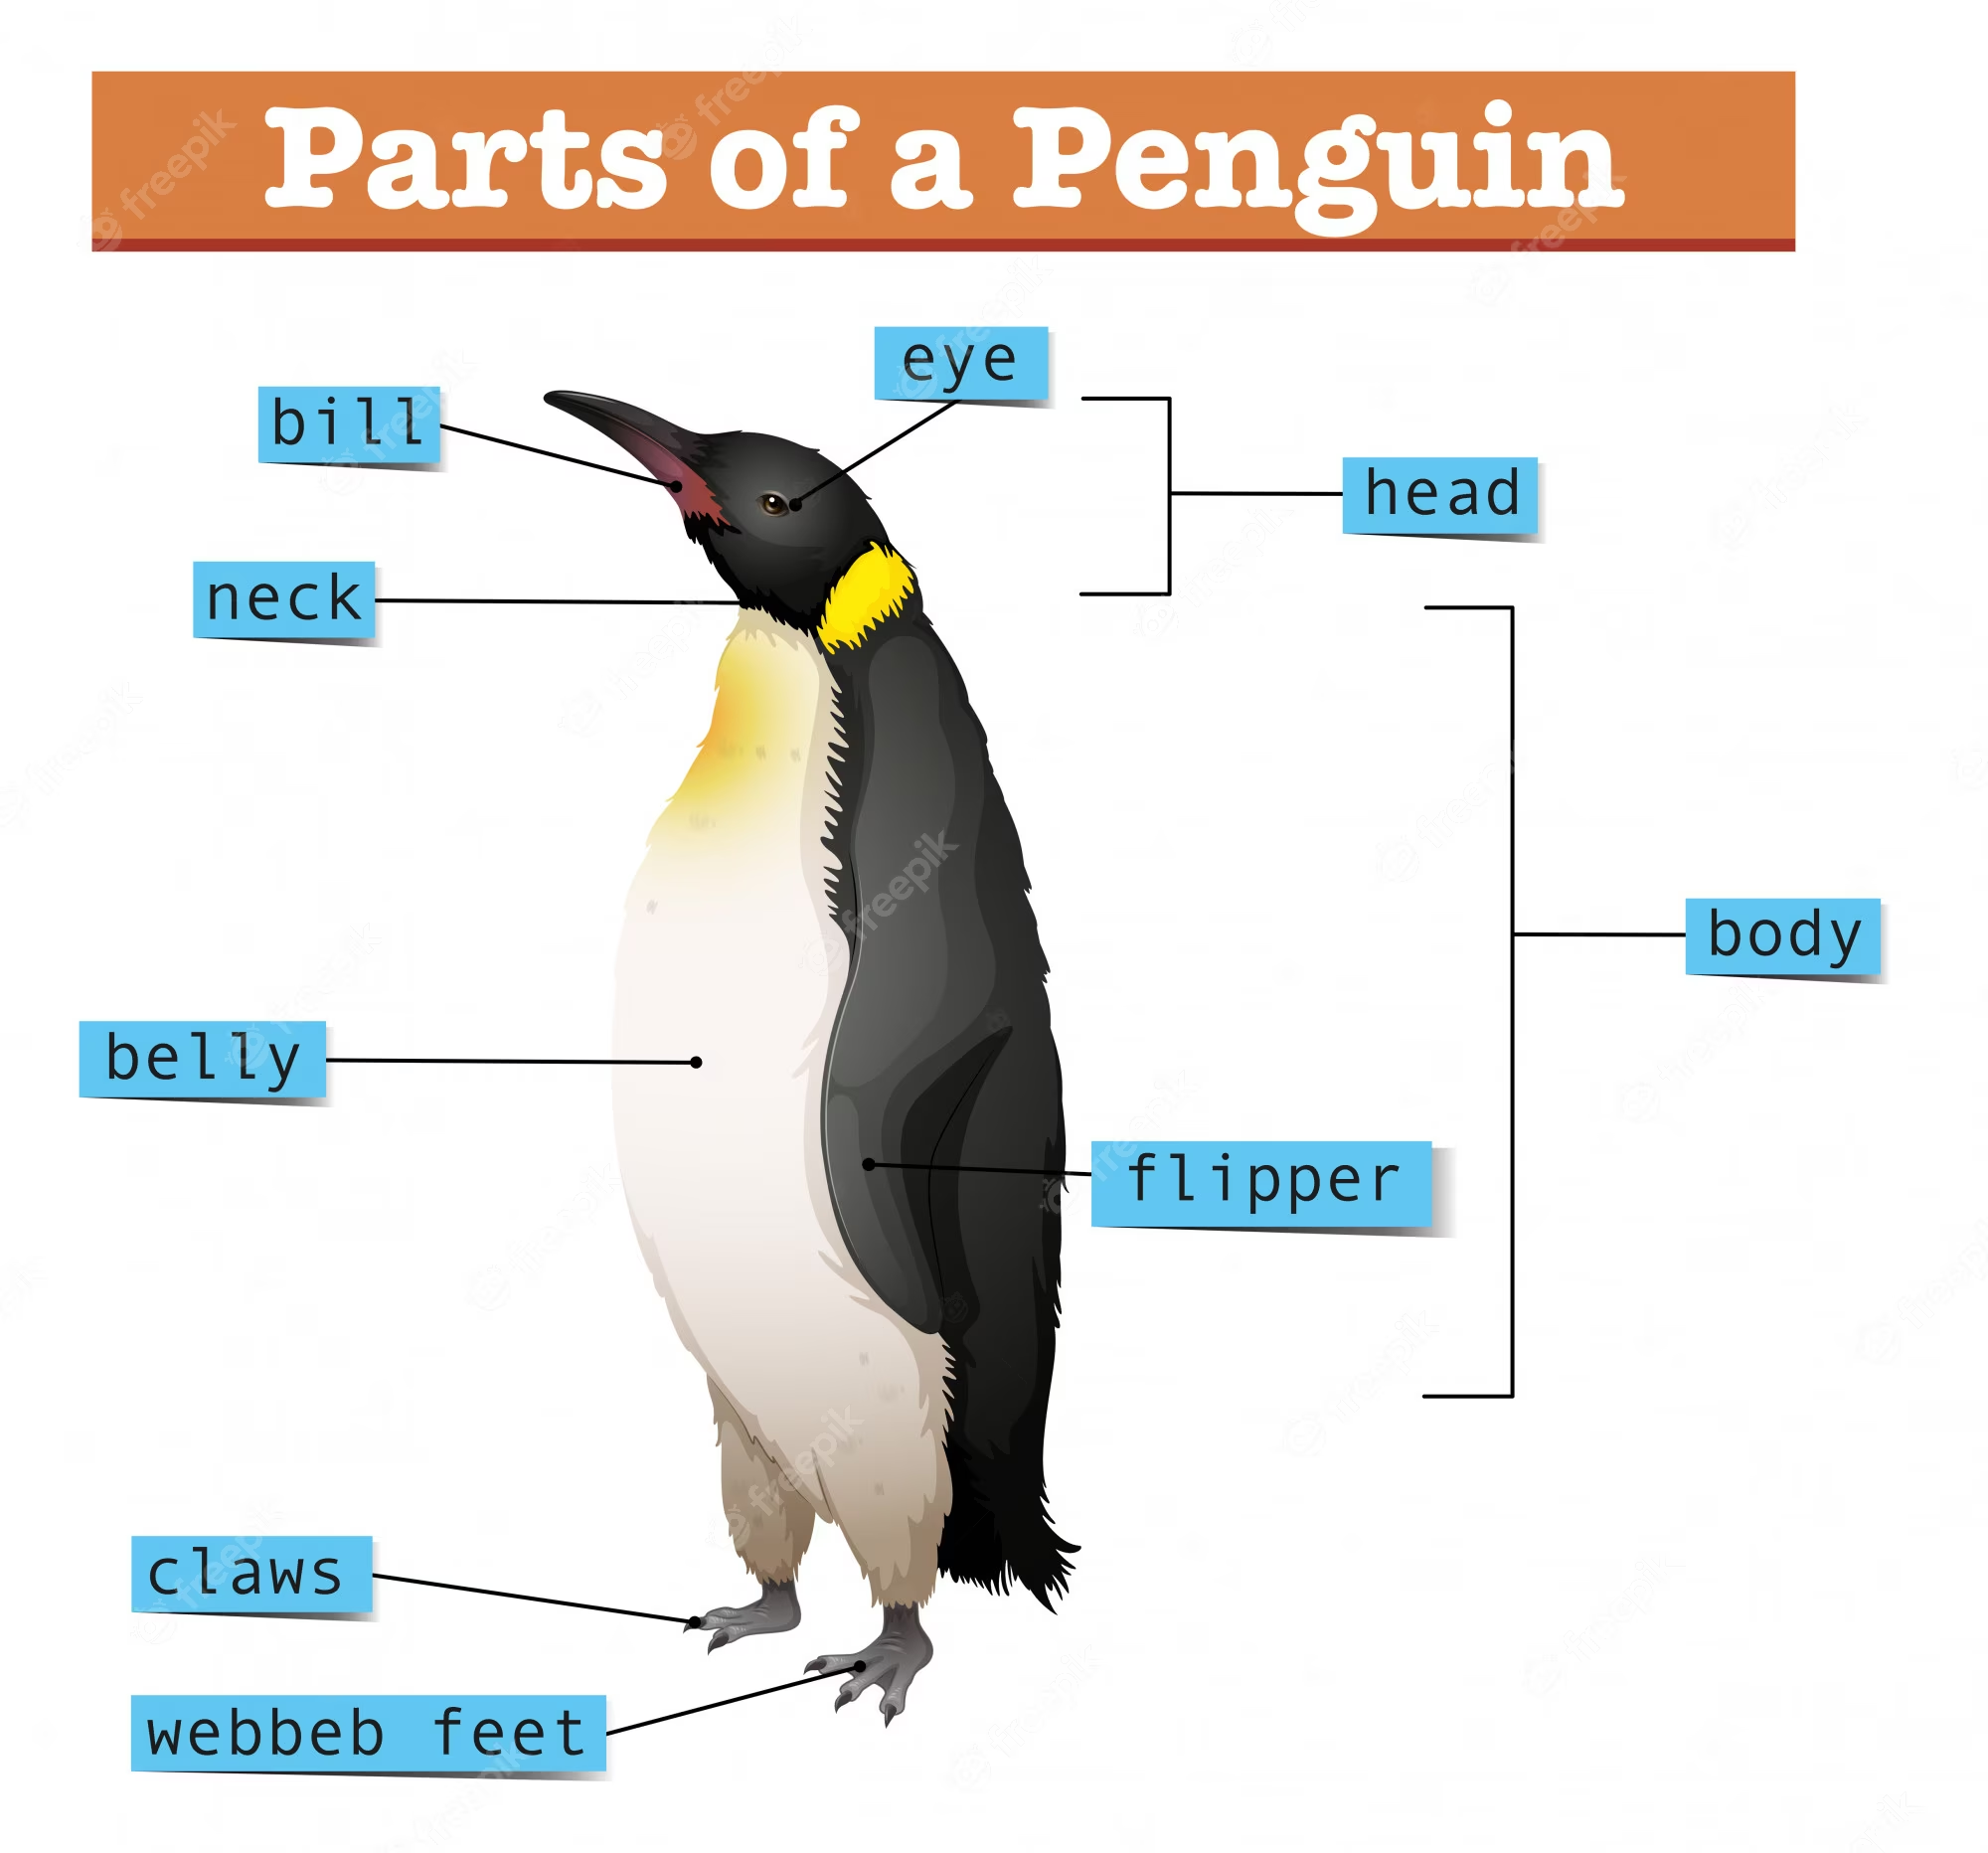 Parts of a Penguin
eye
bill
head
neck
body
belly
flipper
claws
webbeb feet
freepik